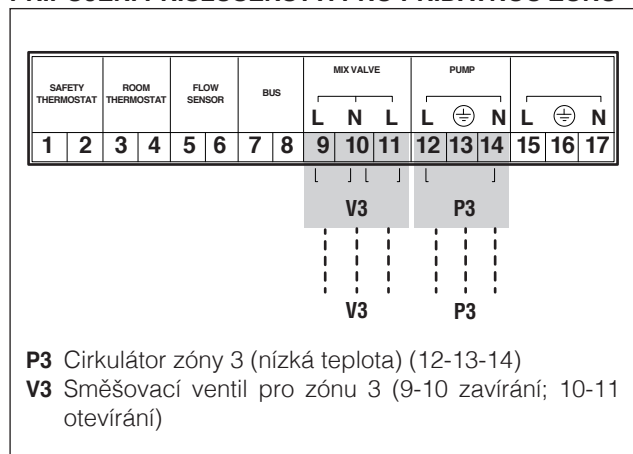 SAFETY THERMOSTAT ROOM THERMOSTAT FLOW SENSOR BUS MIX VALVE PUMP
L N L L N L N
1 2 3 4 5 6 7 8 9 10 11 12 13 14 15 16 17
V3 P3
V3 P3
P3 Cirkulátor zóny 3 (nízká teplota) (12-13-14)
V3 Směšovací ventil pro zónu 3 (9-10 zavírání; 10-11
otevírání)